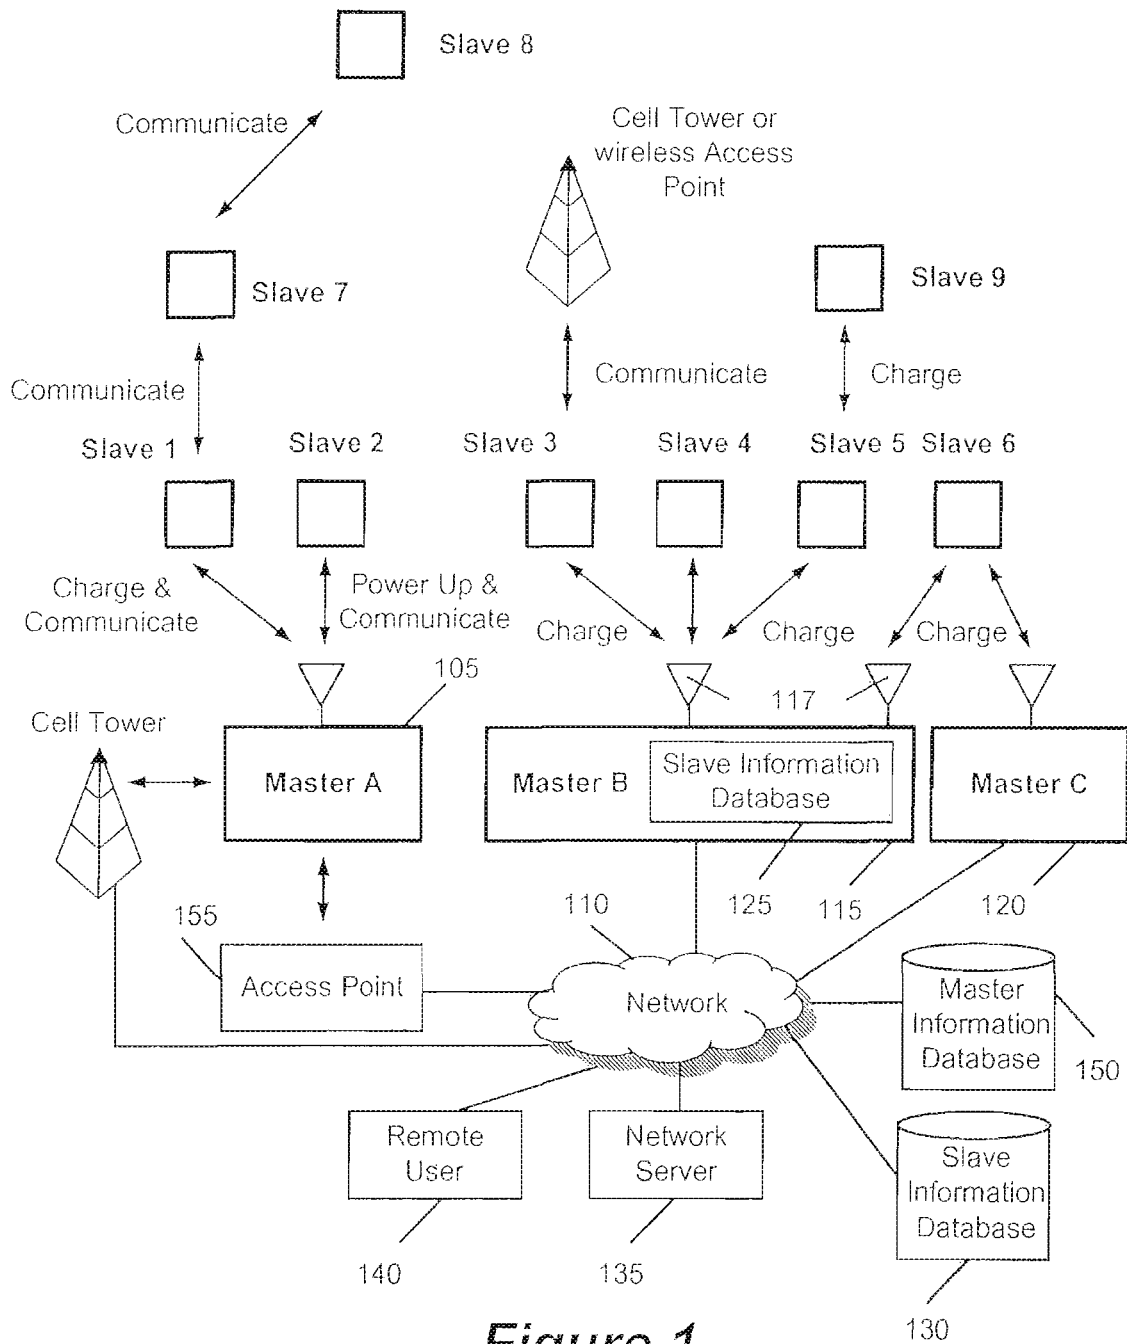 Slave 8
Communicate
Cell Tower or
wireless Access
Point
Slave 7
Slave 9
Communicate
Communicate
Charge
Slave 1
Slave 2
Slave 3
Slave 4
Slave 5
Slave 6
Charge &
Communicate
Power Up &
Communicate
Charge
Charge
Charge
105
117
Cell Tower
Master A
Master B
Slave Information
Database
Master C
155
110
125
115
120
Access Point
Network
Master
Information
Database
150
Remote
User
Network
Server
Slave
Information
Database
140
135
130
Figure 1